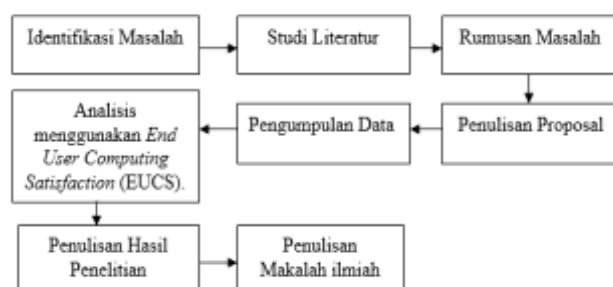 Identifikasi Masalah
Studi Literatur
Rumusan Masalah
Penulisan Proposal
Pengumpulan Data
Analisis
menggunakan End
User Computing
Satisfaction (EUCS).
Penulisan Hasil
Penelitian
Penulisan
Makalah ilmiah